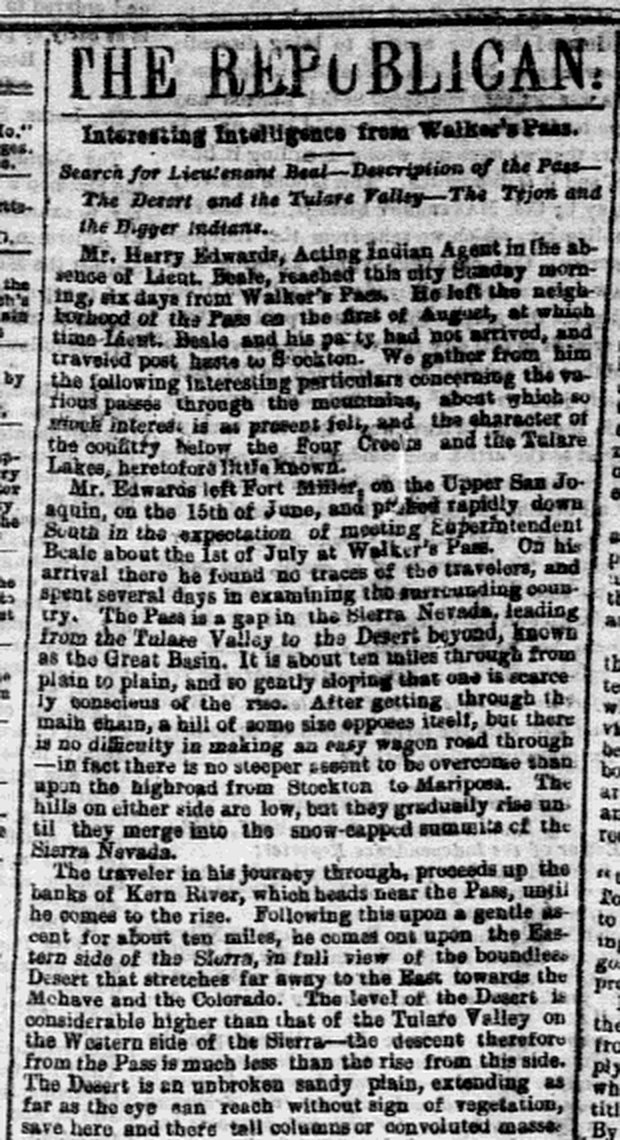 THE REPUBLICAN.
Interesting Intelligence from Walker's Pass.
Search for Lieutenant Beal—Description of the Pass—
The Desert and the Tulare Valley—The Tejon and
the Digger Indians.
Mr. Harry Edwards, Acting Indian Agent in the ab-
sence of Lieut. Beale, reached this city Sunday morn-
ing, six days from Walker's Pass. He left the neigh-
borhood of the Pass on the first of August, at which
time Lieut. Beale and his party had not arrived, and
traveled post haste to Stockton. We gather from him
the following interesting particulars concerning the va-
rious passes through the mountains, about which so
much interest is at present felt, and the character of
the country below the Four Creeks and the Tulare
Lakes, heretofore little known.
Mr. Edwards left Fort Miller, on the Upper San Jo-
aquin, on the 15th of June, and pushed rapidly down
South in the expectation of meeting Superintendent
Beale about the 1st of July at Walker's Pass. On his
arrival there he found no traces of the travelers, and
spent several days in examining the surrounding coun-
try. The Pass is a gap in the Sierra Nevada, leading
from the Tulare Valley to the Desert beyond, known
as the Great Basin. It is about ten miles through from
plain to plain, and so gently sloping that one is scarce-
ly conscious of the rise. After getting through the
main chain, a hill of some size opposes itself, but there
is no difficulty in making an easy wagon road through
—in fact there is no steeper assent to be overcome than
upon the highroad from Stockton to Mariposa. The
hills on either side are low, but they gradually rise un-
til they merge into the snow-capped summits of the
Sierra Nevada.
The traveler in his journey through, proceeds up the
banks of Kern River, which heads near the Pass, until
he comes to the rise. Following this upon a gentle as-
cent for about ten miles, he comes out upon the Eas-
tern side of the Sierra, in full view of the boundless
Desert that stretches far away to the East towards the
Mohave and the Colorado. The level of the Desert is
considerable higher than that of the Tulare Valley on
the Western side of the Sierra—the descent therefore
from the Pass is much less than the rise from this side.
The Desert is an unbroken sandy plain, extending as
far as the eye can reach without sign of vegetation,
save here and there tall columns or convoluted masse-